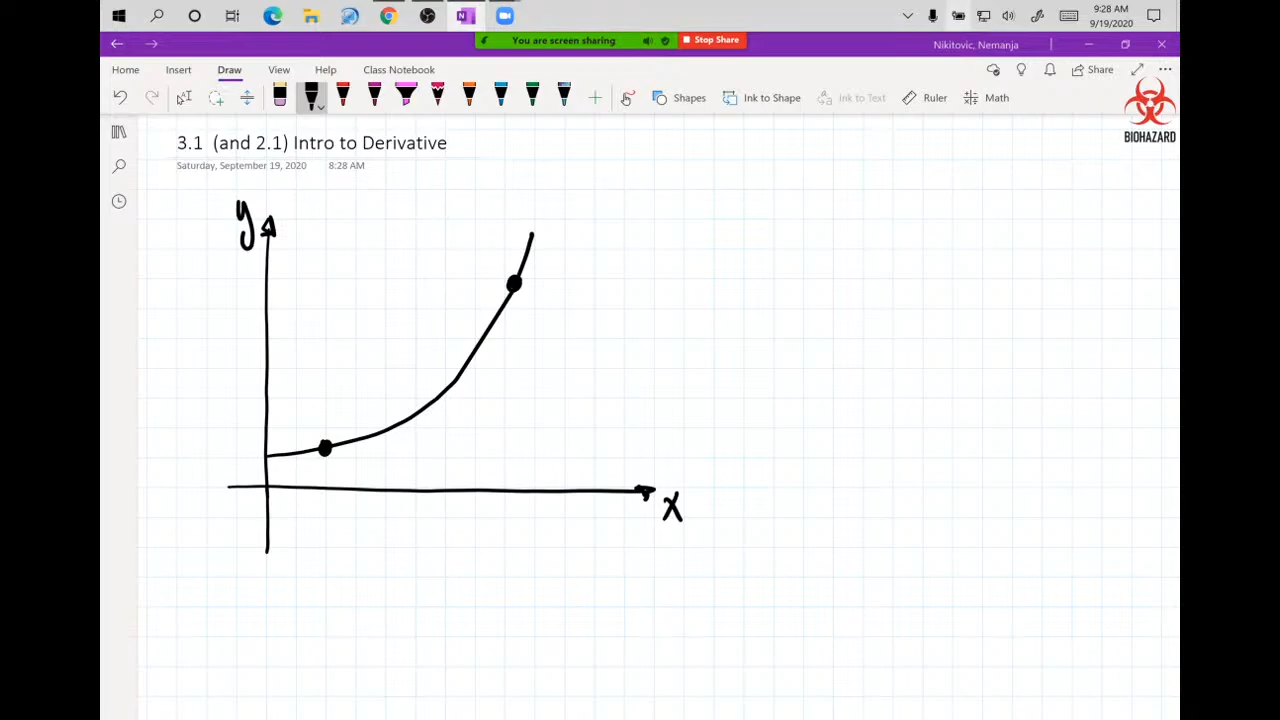 9:28 AM
9/19/2020
You are screen sharing
Stop Share
Nikitovic, Nemanja
Home Insert Draw View Help Class Notebook
Share
Shapes Ink to Shape Ink to Text Ruler Math
BIOHAZARD
3.1 (and 2.1) Intro to Derivative
Saturday, September 19, 2020 8:28 AM
y
x